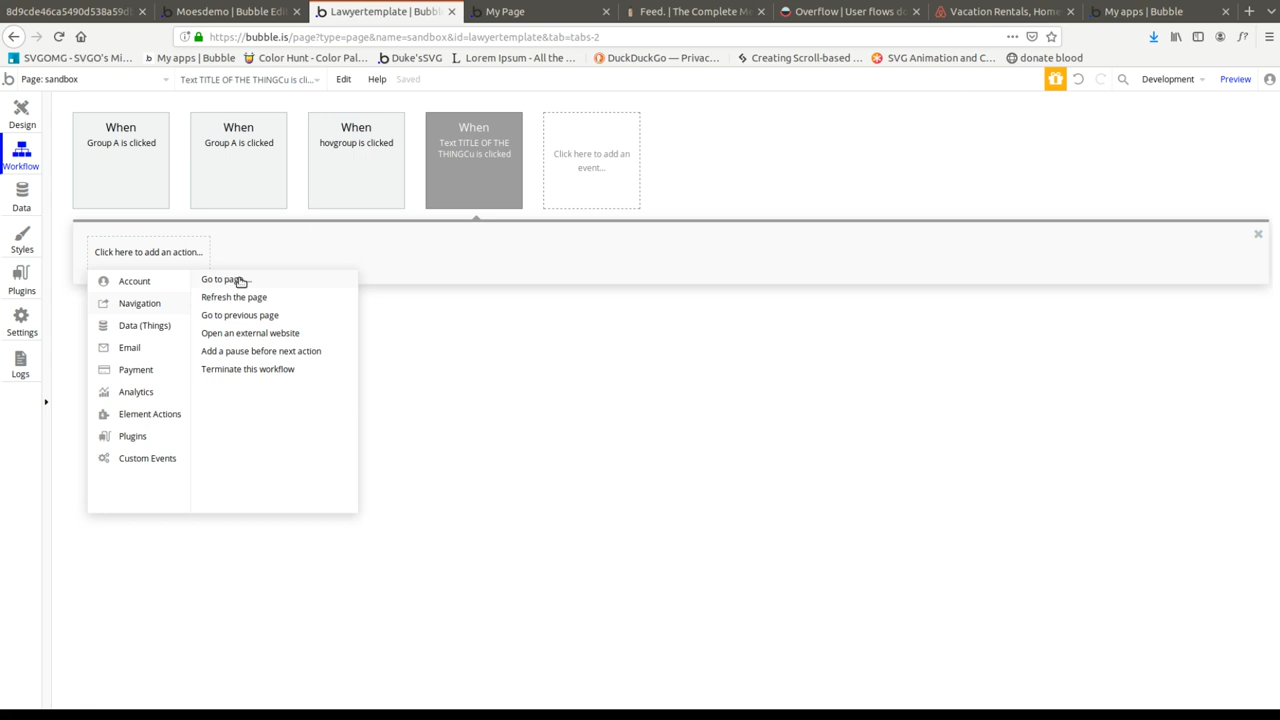 8d9cde46ca5490d538a59d
Moesdemo | Bubble Edi
Lawyertemplate | Bubbl
My Page
Feed. | The Complete M
Overflow | User flows d
Vacation Rentals, Home
My apps | Bubble
https://bubble.is/page?type=page&name=sandbox&id=lawyertemplate&tab=tabs-2
SVGOMG - SVGO's Mi...
My apps | Bubble
Color Hunt - Color Pal...
Duke'sSVG
Lorem Ipsum - All the ...
DuckDuckGo — Privac...
Creating Scroll-based ...
SVG Animation and C...
donate blood
Page: sandbox
Text TITLE OF THE THINGCu is cli...
Edit
Help
Saved
Development
Preview
Design
Workflow
Data
Styles
Plugins
Settings
Logs
When
Group A is clicked
When
Group A is clicked
When
hovgroup is clicked
When
Text TITLE OF THE
THINGCu is clicked
Click here to add an
event...
Click here to add an action...
Account
Navigation
Data (Things)
Email
Payment
Analytics
Element Actions
Plugins
Custom Events
Go to page...
Refresh the page
Go to previous page
Open an external website
Add a pause before next action
Terminate this workflow